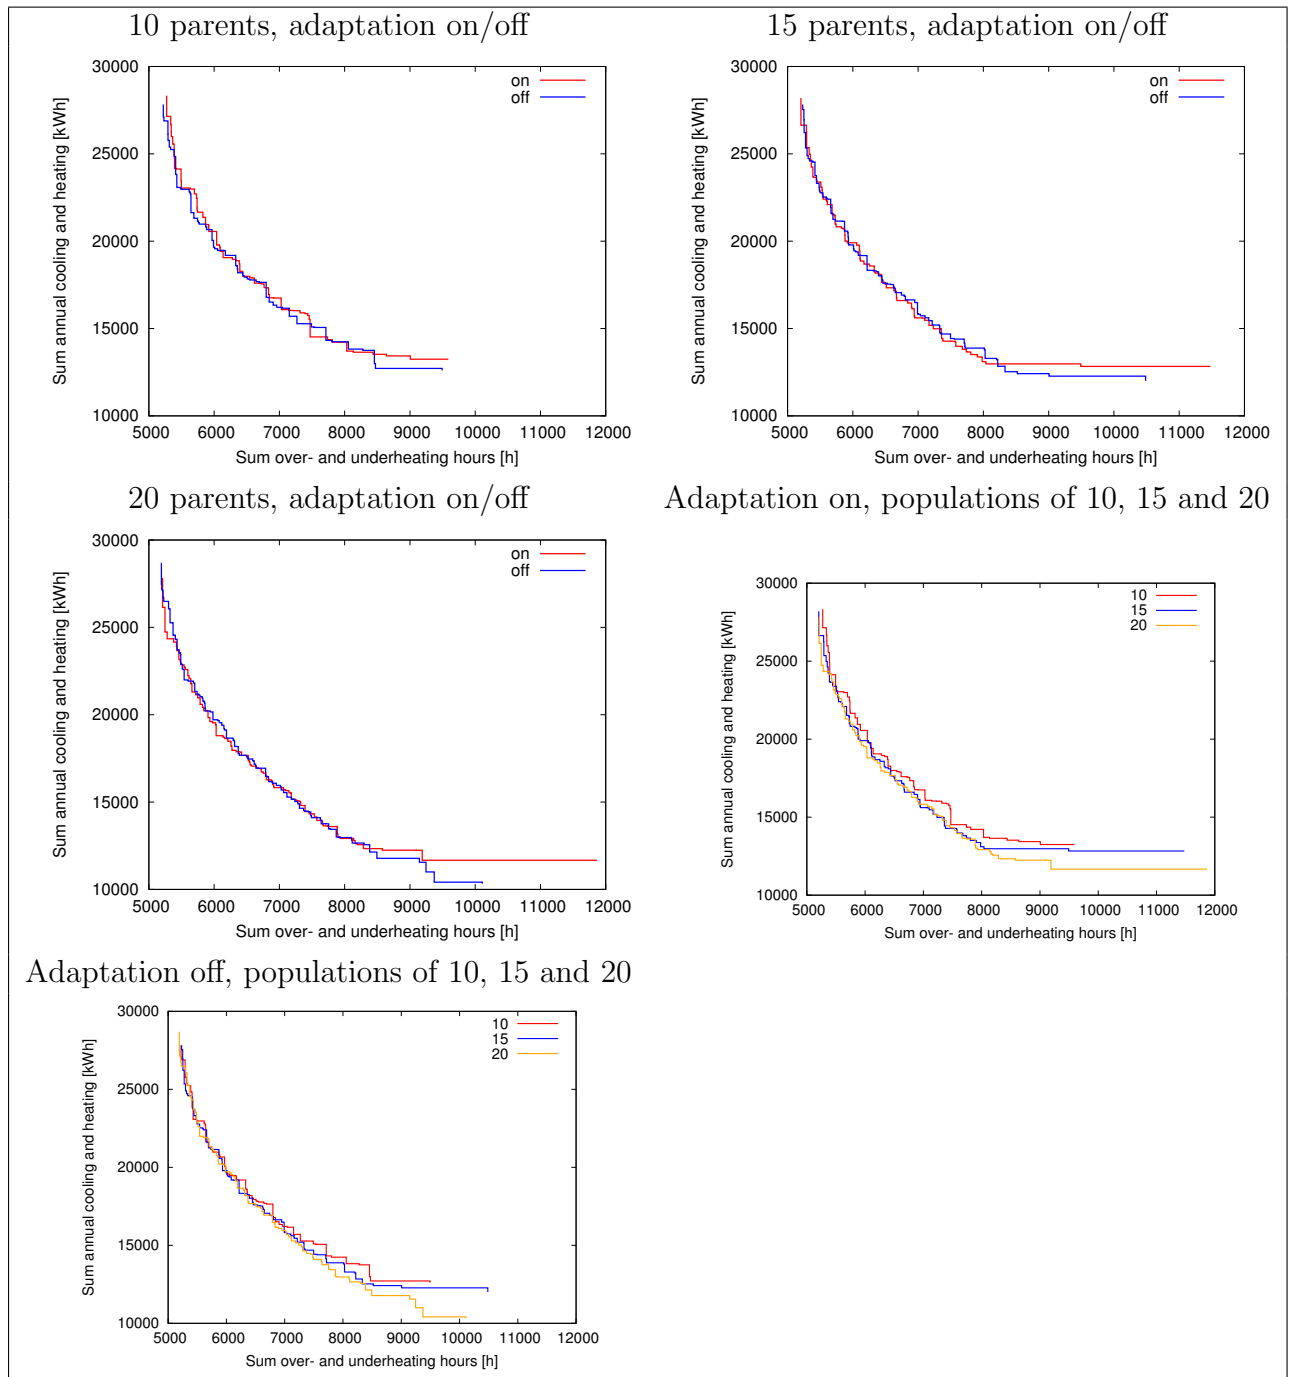 10 parents, adaptation on/off
30000
25000
20000
15000
10000
5000 6000 7000 8000 9000 10000 11000 12000
Sum annual cooling and heating [kWh]
Sum over- and underheating hours [h]
on
off
15 parents, adaptation on/off
30000
25000
20000
15000
10000
5000 6000 7000 8000 9000 10000 11000 12000
Sum annual cooling and heating [kWh]
Sum over- and underheating hours [h]
on
off
20 parents, adaptation on/off
30000
25000
20000
15000
10000
5000 6000 7000 8000 9000 10000 11000 12000
Sum annual cooling and heating [kWh]
Sum over- and underheating hours [h]
on
off
Adaptation on, populations of 10, 15 and 20
30000
25000
20000
15000
10000
5000 6000 7000 8000 9000 10000 11000 12000
Sum annual cooling and heating [kWh]
Sum over- and underheating hours [h]
10
15
20
Adaptation off, populations of 10, 15 and 20
30000
25000
20000
15000
10000
5000 6000 7000 8000 9000 10000 11000 12000
Sum annual cooling and heating [kWh]
Sum over- and underheating hours [h]
10
15
20